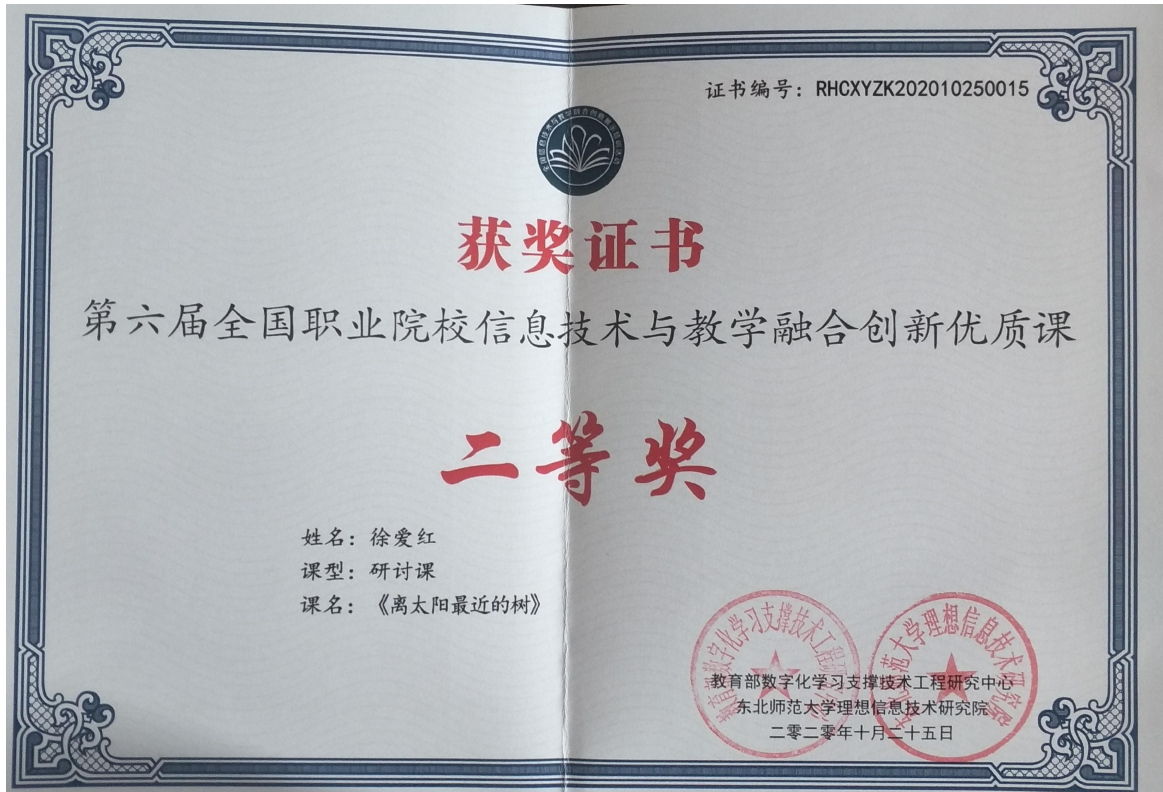 证书编号：RHCXYZK202010250015
获奖证书
第六届全国职业院校信息技术与教学融合创新优质课
二等奖
姓名：徐爱红
课型：研讨课
课名：《离太阳最近的树》
教育部数字化学习支撑技术工程研究中心
东北师范大学理想信息技术研究院
二零二零年十月二十五日